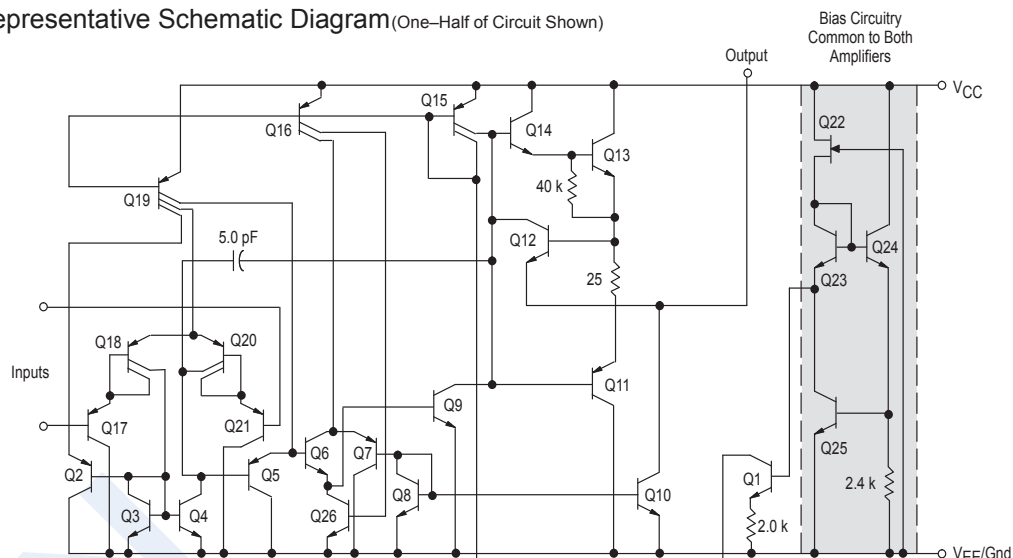 epresentative Schematic Diagram (One–Half of Circuit Shown)
Bias Circuitry
Common to Both
Amplifiers
Output
VCC
Q15
Q22
Q16
Q14
Q13
Q19
40 k
5.0 pF
Q12
Q24
25
Q23
Q18
Q20
Inputs
Q11
Q9
Q17
Q21
Q25
Q2
Q5
Q6
Q7
Q1
2.4 k
Q8
Q10
Q3
Q4
Q26
2.0 k
VEE/Gnd